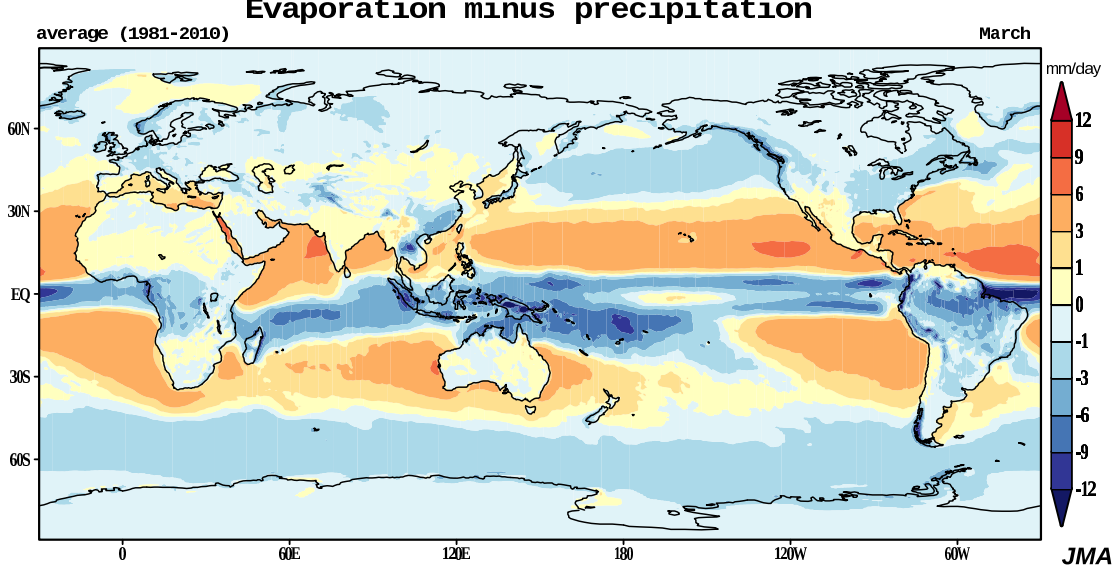 Evaporation minus precipitation
average (1981-2010)
March
mm/day
12
9
6
3
1
0
-1
-3
-6
-9
-12
60N
30N
EQ
30S
60S
0 60E 120E 180 120W 60W
JMA